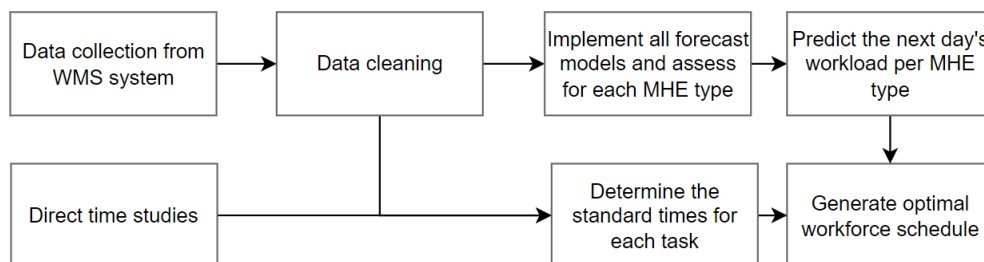 Data collection from
WMS system
Data cleaning
Implement all forecast
models and assess
for each MHE type
Predict the next day's
workload per MHE
type
Direct time studies
Determine the
standard times for
each task
Generate optimal
workforce schedule